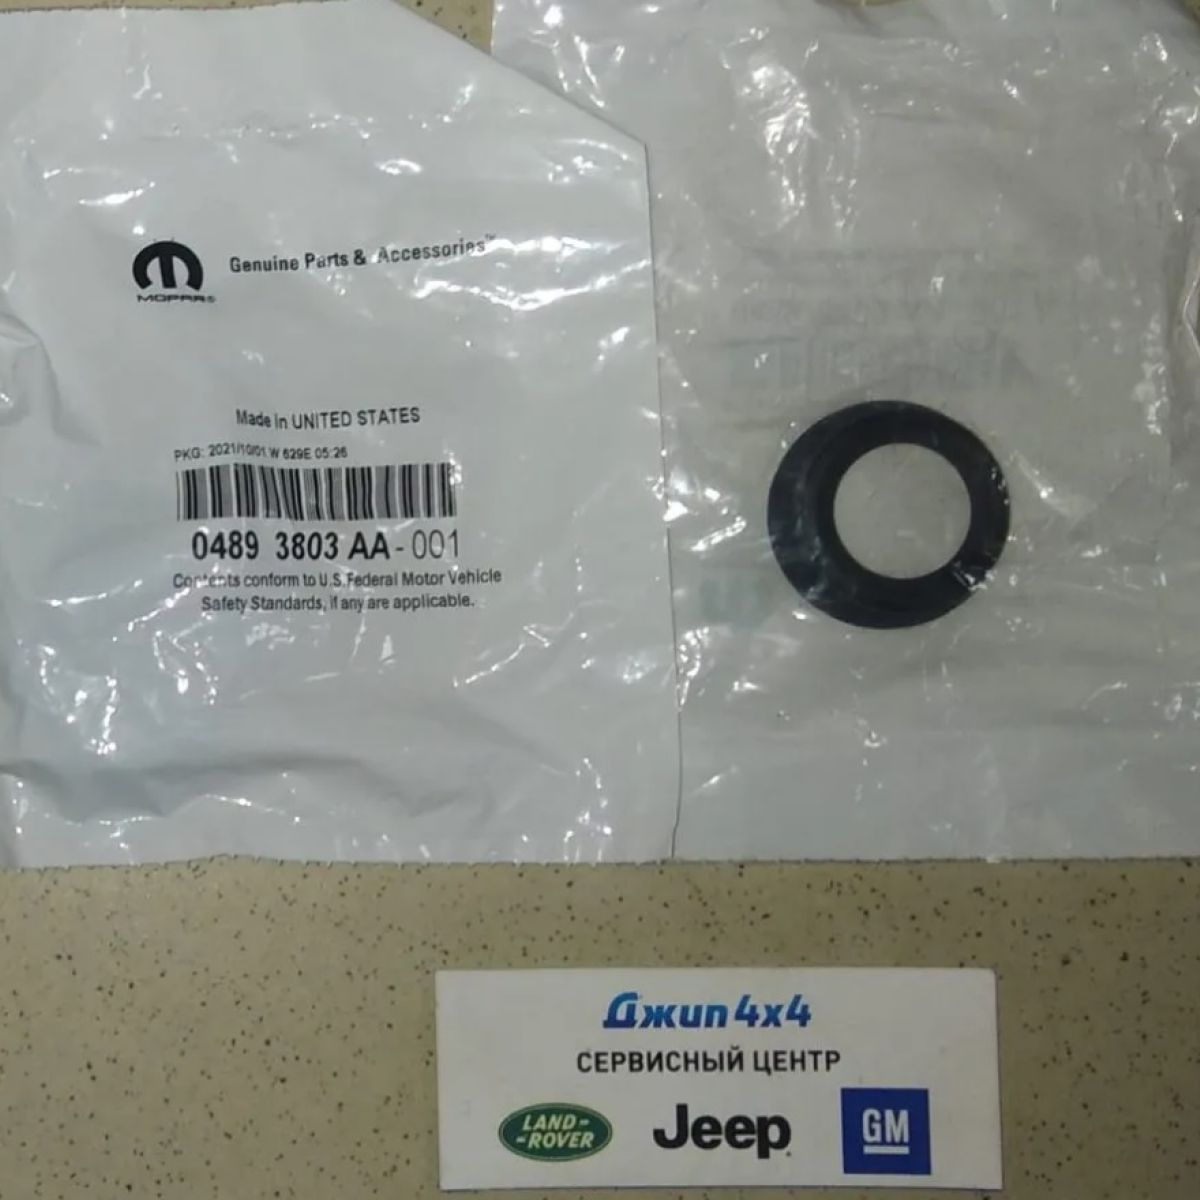 Genuine Parts & Accessories™
MOPAR®
Made in UNITED STATES
PKG: 2021/10/01 W 629E 05:26
0489 3803 AA - 001
Contents conform to U.S. Federal Motor Vehicle
Safety Standards, if any are applicable.
Джип 4x4
СЕРВИСНЫЙ ЦЕНТР
LAND-
-ROVER
Jeep
GM